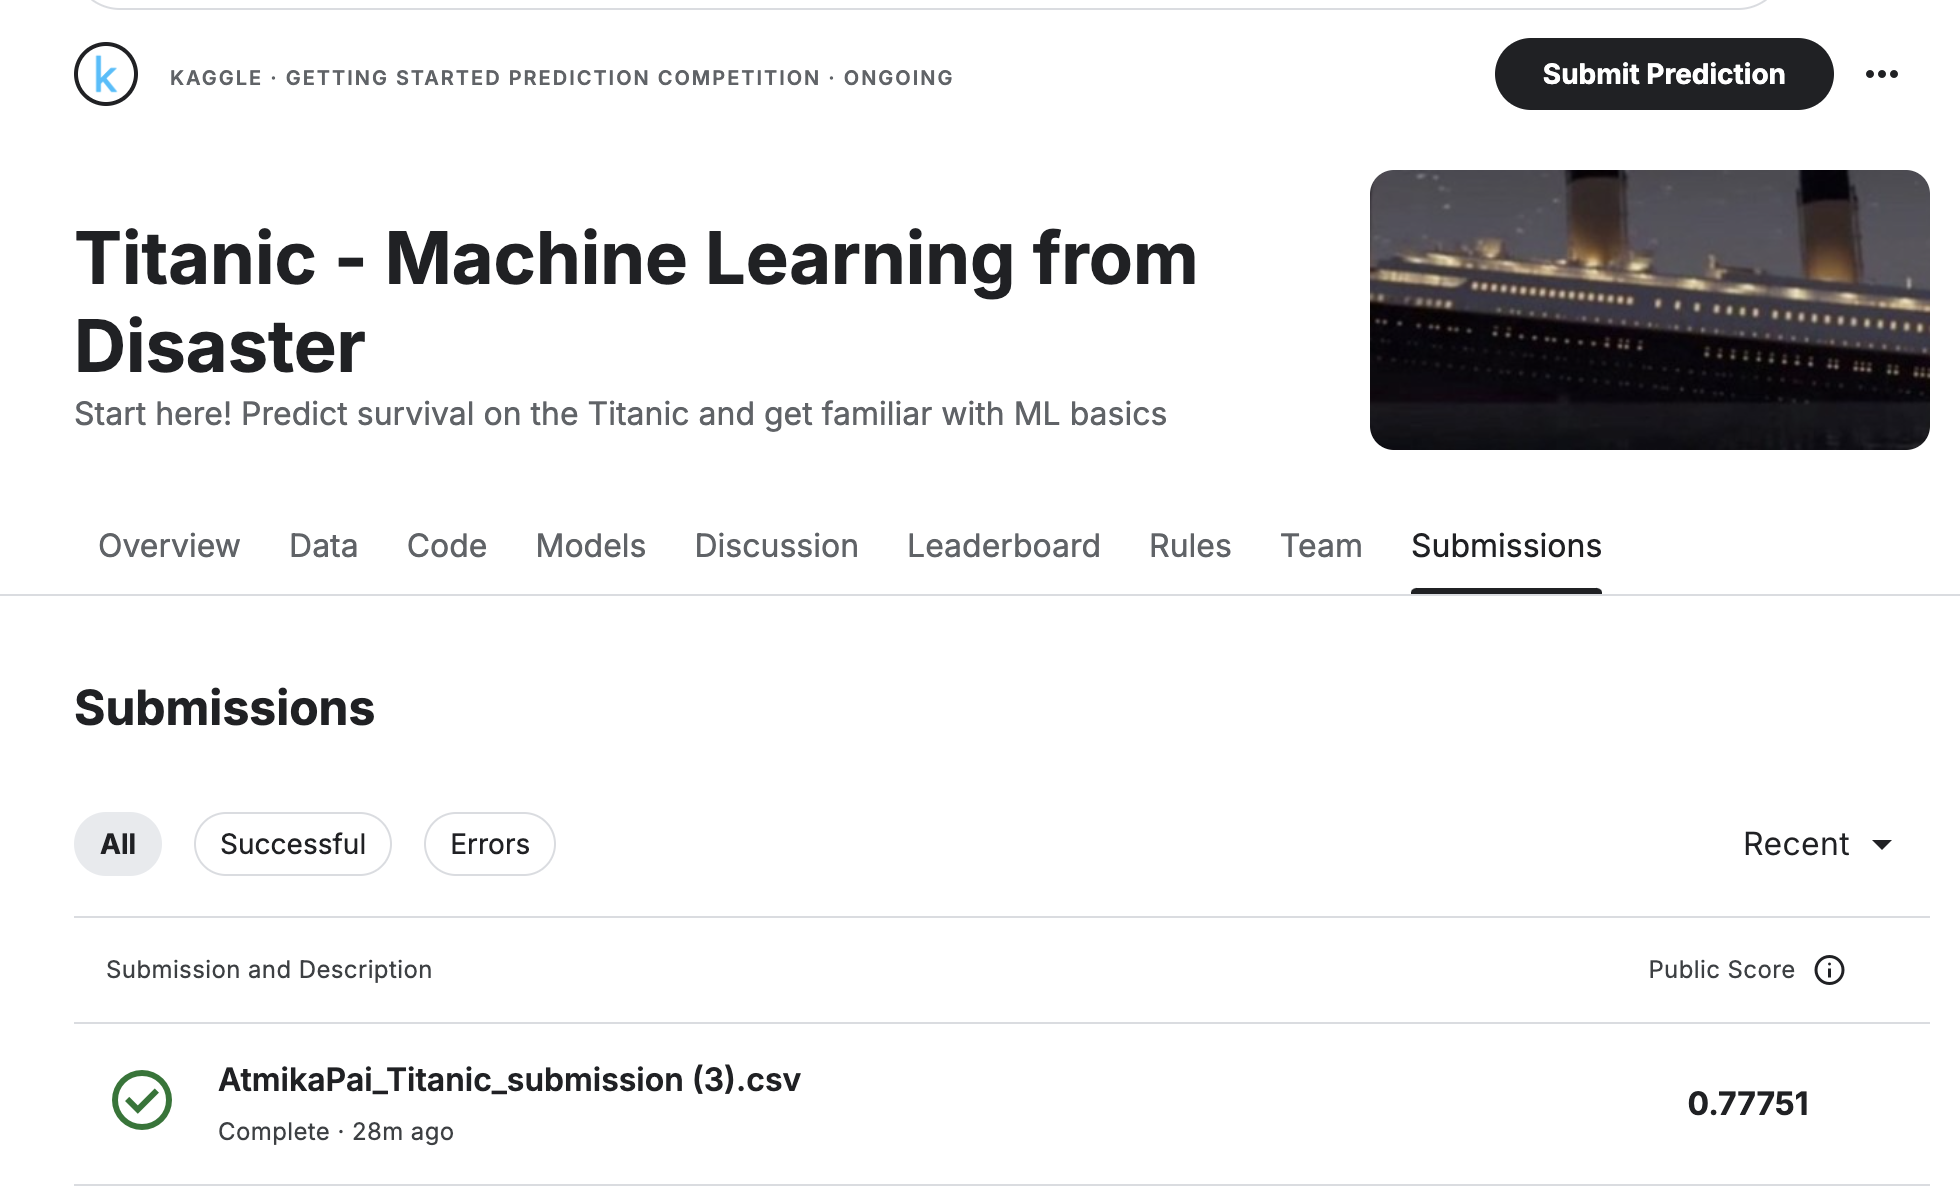 k
KAGGLE · GETTING STARTED PREDICTION COMPETITION · ONGOING
Submit Prediction
Titanic - Machine Learning from
Disaster
Start here! Predict survival on the Titanic and get familiar with ML basics
Overview Data Code Models Discussion Leaderboard Rules Team Submissions
Submissions
All Successful Errors Recent
Submission and Description Public Score
AtmikaPai_Titanic_submission (3).csv
Complete · 28m ago
0.77751